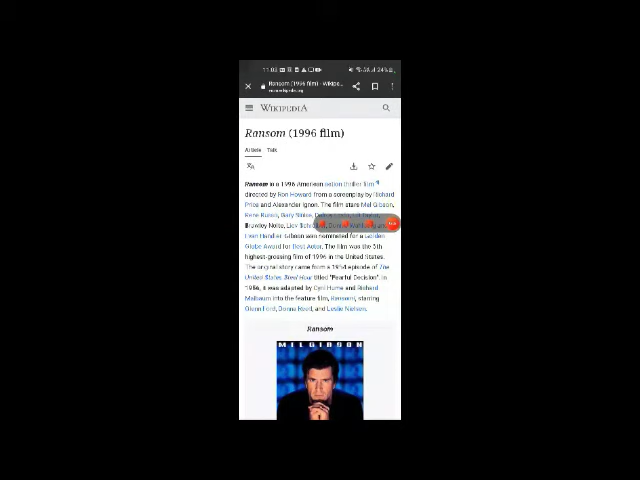 11:03
24%
Ransom (1996 film) - Wikipe...
WIKIPEDIA
Ransom (1996 film)
Article Talk
Ransom is a 1996 American action thriller film
directed by Ron Howard from a screenplay by Richard
Price and Alexander Ignon. The film stars Mel Gibson,
Rene Russo, Gary Sinise,
Brawley Nolte, Liev
Evan Handler. Gibson was nominated for a Golden
Globe Award for Best Actor. The film was the 5th
highest-grossing film of 1996 in the United States.
The original story came from a 1954 episode of The
United States Steel Hour titled "Fearful Decision". In
1956, it was adapted by Cyril Hume and Richard
Maibaum into the feature film, Ransom!, starring
Glenn Ford, Donna Reed, and Leslie Nielsen.
Ransom
MEL GIBSON